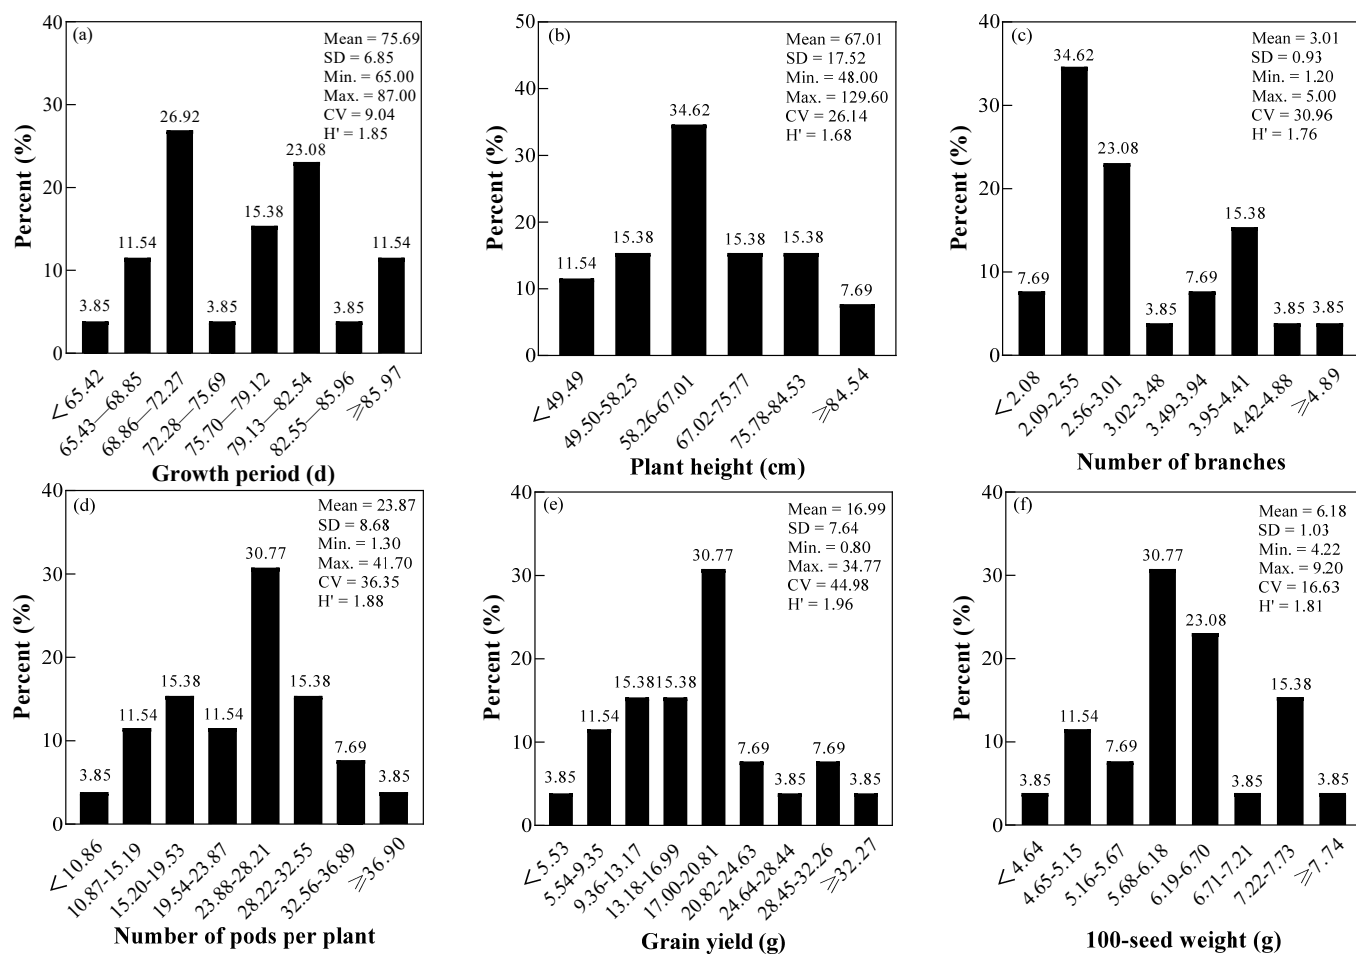 (a)
Mean = 75.69
SD = 6.85
Min. = 65.00
Max. = 87.00
CV = 9.04
H' = 1.85
Percent (%)
40
30
20
10
0
3.85
11.54
26.92
3.85
15.38
23.08
3.85
11.54
<65.42
65.43—68.85
68.86—72.27
72.28—75.69
75.70—79.12
79.13—82.54
82.55—85.96
⩾85.97
Growth period (d)
(b)
Mean = 67.01
SD = 17.52
Min. = 48.00
Max. = 129.60
CV = 26.14
H' = 1.68
Percent (%)
50
40
30
20
10
0
11.54
15.38
34.62
15.38
15.38
7.69
<49.49
49.50-58.25
58.26-67.01
67.02-75.77
75.78-84.53
⩾84.54
Plant height (cm)
(c)
Mean = 3.01
SD = 0.93
Min. = 1.20
Max. = 5.00
CV = 30.96
H' = 1.76
Percent (%)
40
30
20
10
0
7.69
34.62
23.08
3.85
7.69
15.38
3.85
3.85
<2.08
2.09-2.55
2.56-3.01
3.02-3.48
3.49-3.94
3.95-4.41
4.42-4.88
⩾4.89
Number of branches
(d)
Mean = 23.87
SD = 8.68
Min. = 1.30
Max. = 41.70
CV = 36.35
H' = 1.88
Percent (%)
40
30
20
10
0
3.85
11.54
15.38
11.54
30.77
15.38
7.69
3.85
<10.86
10.87-15.19
15.20-19.53
19.54-23.87
23.88-28.21
28.22-32.55
32.56-36.89
⩾36.90
Number of pods per plant
(e)
Mean = 16.99
SD = 7.64
Min. = 0.80
Max. = 34.77
CV = 44.98
H' = 1.96
Percent (%)
40
30
20
10
0
3.85
11.54
15.38
15.38
30.77
7.69
3.85
7.69
3.85
<5.53
5.54-9.35
9.36-13.17
13.18-16.99
17.00-20.81
20.82-24.63
24.64-28.44
28.45-32.26
⩾32.27
Grain yield (g)
(f)
Mean = 6.18
SD = 1.03
Min. = 4.22
Max. = 9.20
CV = 16.63
H' = 1.81
Percent (%)
40
30
20
10
0
3.85
11.54
7.69
30.77
23.08
3.85
15.38
3.85
<4.64
4.65-5.15
5.16-5.67
5.68-6.18
6.19-6.70
6.71-7.21
7.22-7.73
⩾7.74
100-seed weight (g)